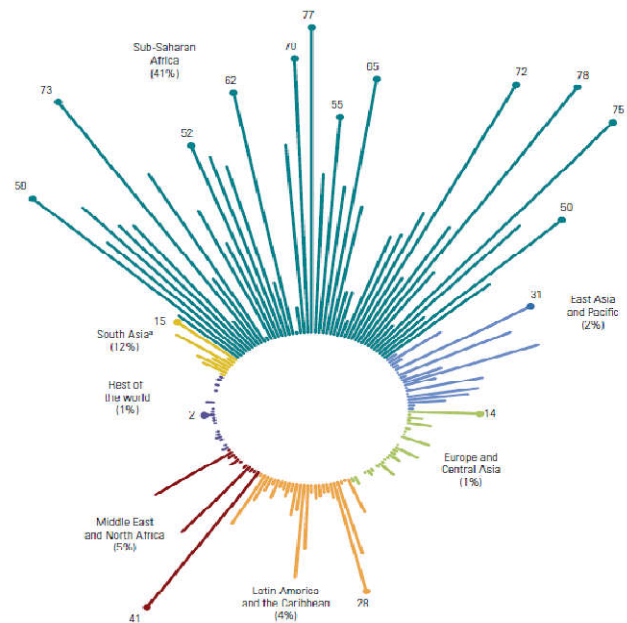 77
Sub-Saharan
Africa
(41%)
70
65
72
78
73
62
75
55
52
50
31
East Asia
and Pacific
(2%)
15
South Asiaᵃ
(12%)
Rest of
the world
(1%)
2
14
Europe and
Central Asia
(1%)
Middle East
and North Africa
(5%)
Latin America
and the Caribbean
(4%)
28
41